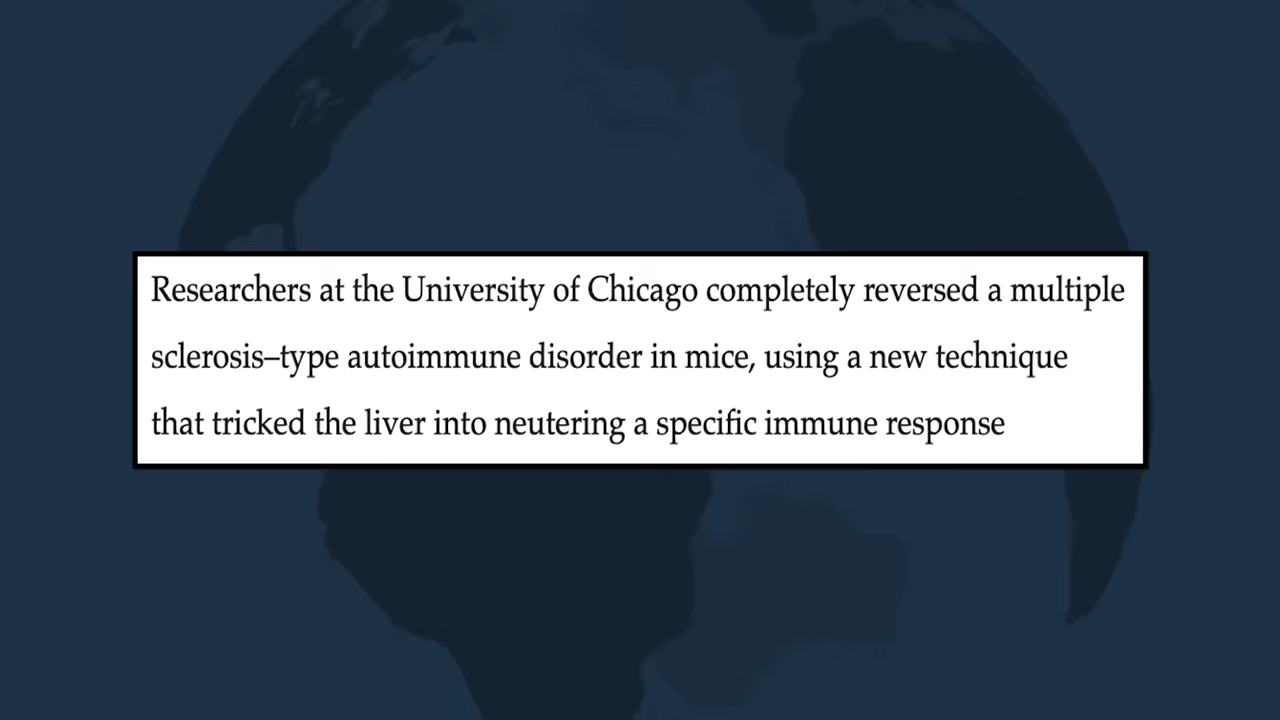 Researchers at the University of Chicago completely reversed a multiple
sclerosis–type autoimmune disorder in mice, using a new technique
that tricked the liver into neutering a specific immune response